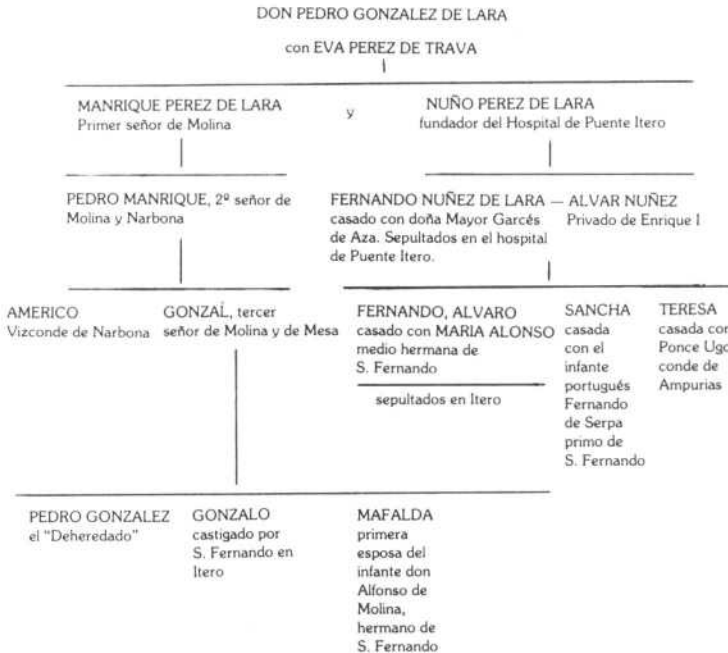 DON PEDRO GONZALEZ DE LARA
con EVA PEREZ DE TRAVA
MANRIQUE PEREZ DE LARA
Primer señor de Molina
y
NUÑO PEREZ DE LARA
fundador del Hospital de Puente Itero
PEDRO MANRIQUE, 2º señor de
Molina y Narbona
FERNANDO NUÑEZ DE LARA —
casado con doña Mayor Garcés
de Aza. Sepultados en el hospital
de Puente Itero.
ALVAR NUÑEZ
Privado de Enrique I
AMERICO
Vizconde de Narbona
GONZAL, tercer
señor de Molina y de Mesa
FERNANDO, ALVARO
casado con MARIA ALONSO
medio hermana de
S. Fernando
sepultados en Itero
SANCHA
casada
con el
infante
portugués
Fernando
de Serpa
primo de
S. Fernando
TERESA
casada con
Ponce Ugo
conde de
Ampurias
PEDRO GONZALEZ
el "Deheredado"
GONZALO
castigado por
S. Fernando en
Itero
MAFALDA
primera
esposa del
infante don
Alfonso de
Molina,
hermano de
S. Fernando